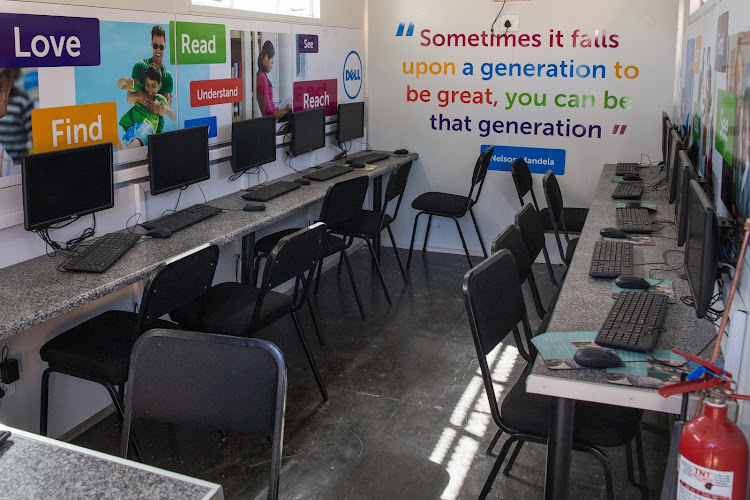 Love
Read
See
DELL
Understand
Reach
Find
“ Sometimes it falls
upon a generation to
be great, you can be
that generation ”
Nelson Mandela
TNT